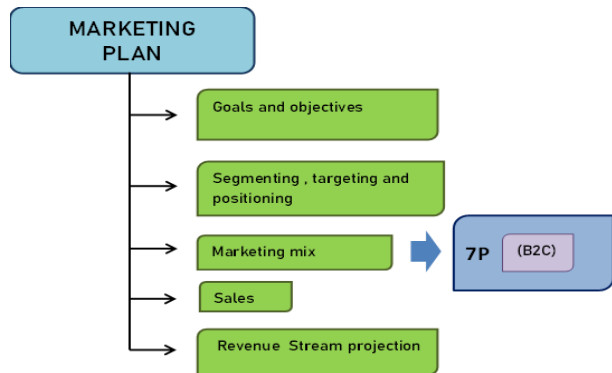 MARKETING
PLAN
Goals and objectives
Segmenting , targeting and
positioning
Marketing mix
7P
(B2C)
Sales
Revenue Stream projection